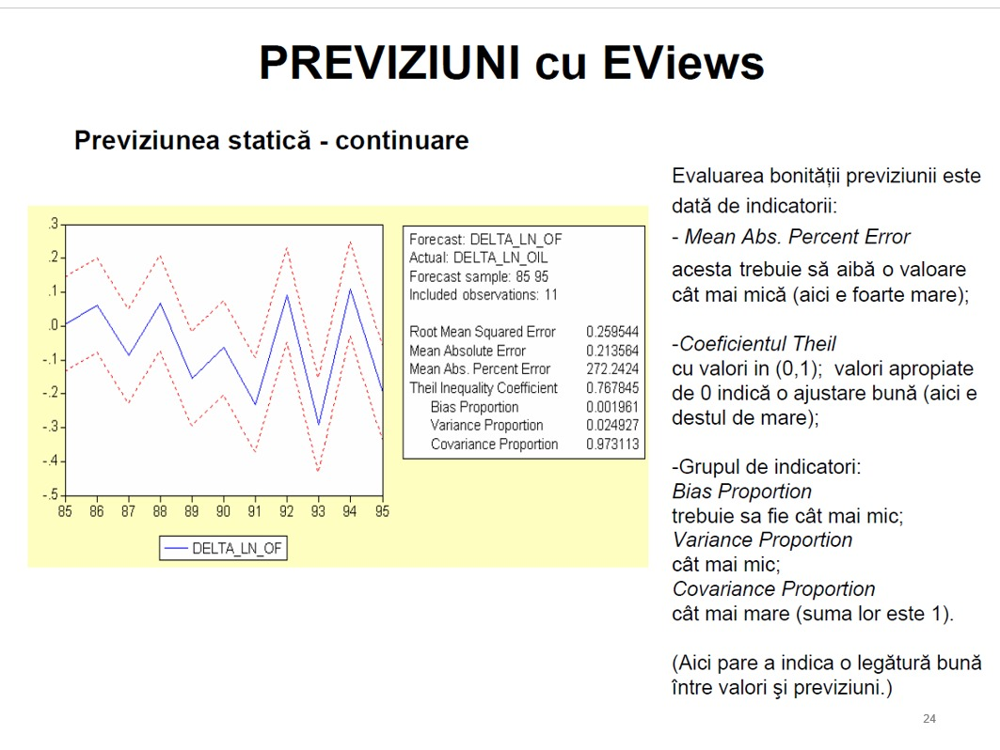 PREVIZIUNI cu EViews
Previziunea statică - continuare
.3
.2
.1
.0
-.1
-.2
-.3
-.4
-.5
85 86 87 88 89 90 91 92 93 94 95
DELTA_LN_OF
Forecast: DELTA_LN_OF
Actual: DELTA_LN_OIL
Forecast sample: 85 95
Included observations: 11
Root Mean Squared Error 0.259544
Mean Absolute Error 0.213564
Mean Abs. Percent Error 272.2424
Theil Inequality Coefficient 0.767845
Bias Proportion 0.001961
Variance Proportion 0.024927
Covariance Proportion 0.973113
Evaluarea bonității previziunii este
dată de indicatorii:
- Mean Abs. Percent Error
acesta trebuie să aibă o valoare
cât mai mică (aici e foarte mare);
-Coeficientul Theil
cu valori in (0,1); valori apropiate
de 0 indică o ajustare bună (aici e
destul de mare);
-Grupul de indicatori:
Bias Proportion
trebuie sa fie cât mai mic;
Variance Proportion
cât mai mic;
Covariance Proportion
cât mai mare (suma lor este 1).
(Aici pare a indica o legătură bună
între valori şi previziuni.)
24